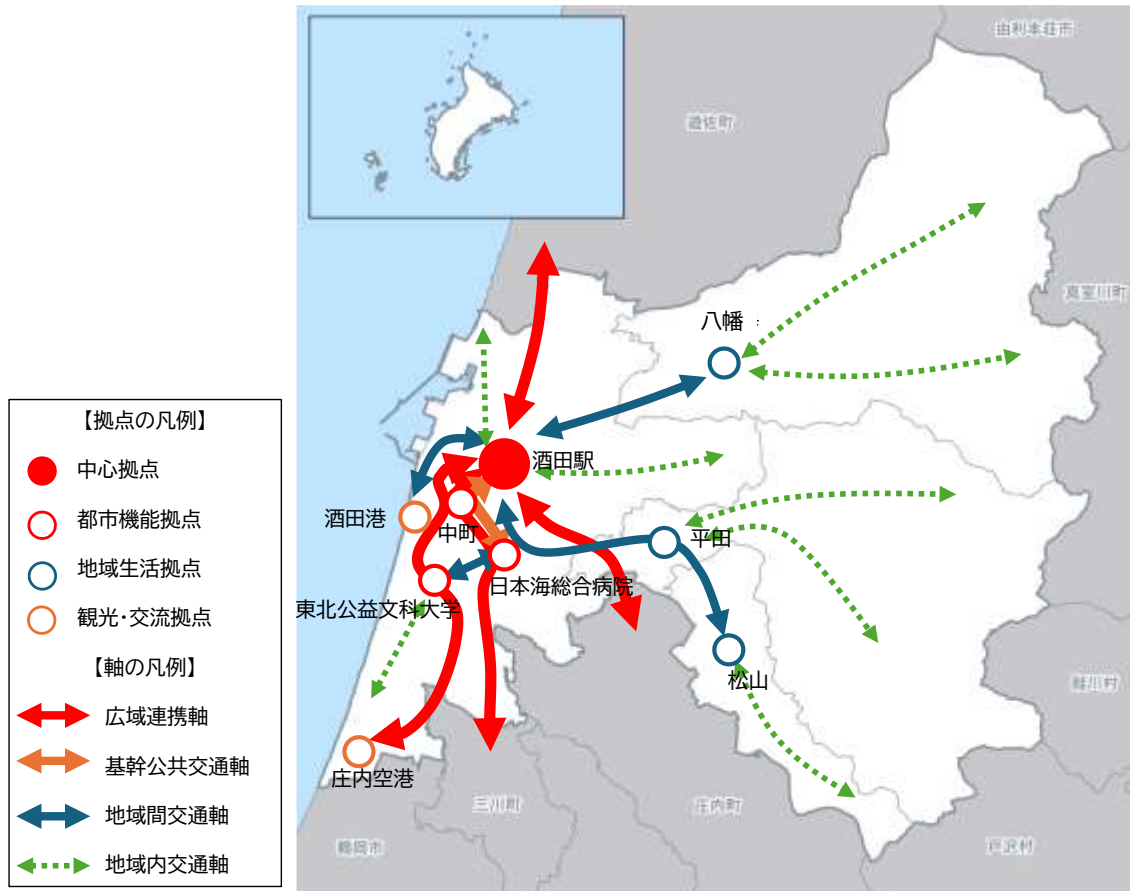 由利本荘市
遊佐町
真室川町
八幡
【拠点の凡例】
中心拠点
都市機能拠点
地域生活拠点
観光・交流拠点
【軸の凡例】
広域連携軸
基幹公共交通軸
地域間交通軸
地域内交通軸
酒田駅
酒田港
中町
平田
日本海総合病院
東北公益文科大学
松山
鮭川村
庄内空港
三川町
庄内町
鶴岡市
戸沢村